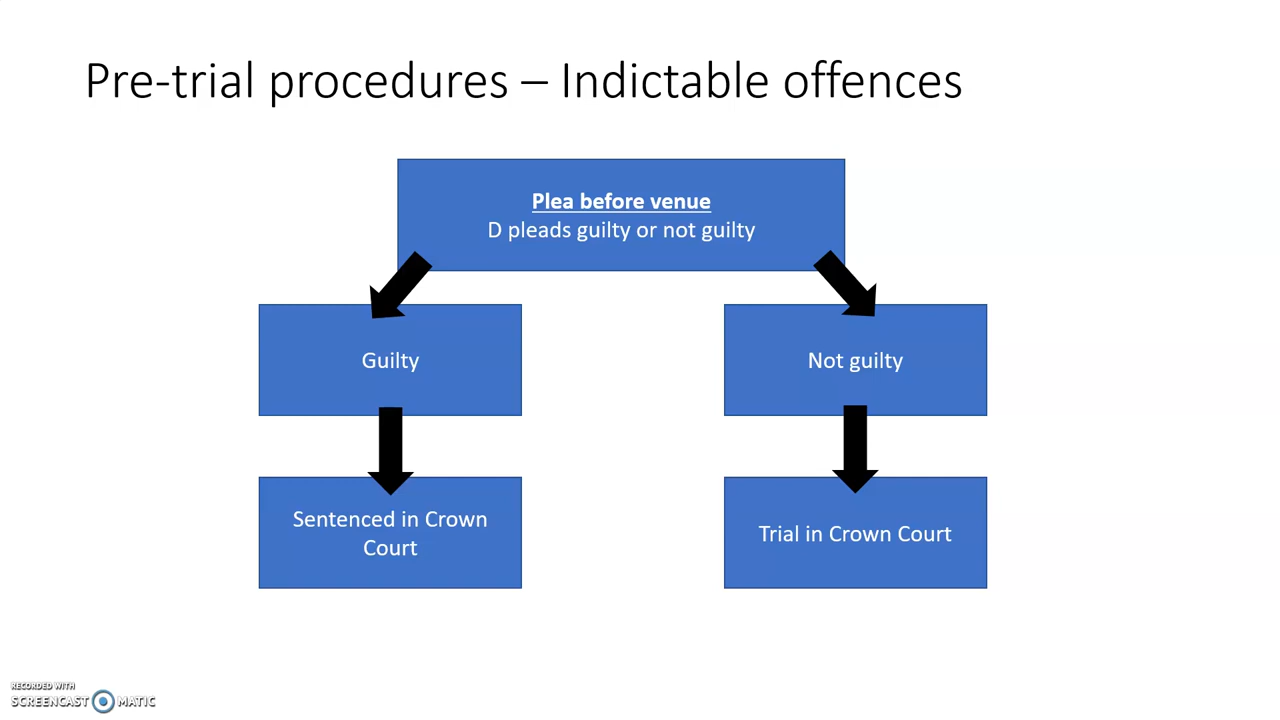 Pre-trial procedures – Indictable offences
Plea before venue
D pleads guilty or not guilty
Guilty
Not guilty
Sentenced in Crown
Court
Trial in Crown Court
RECORDED WITH
SCREENCAST MATIC